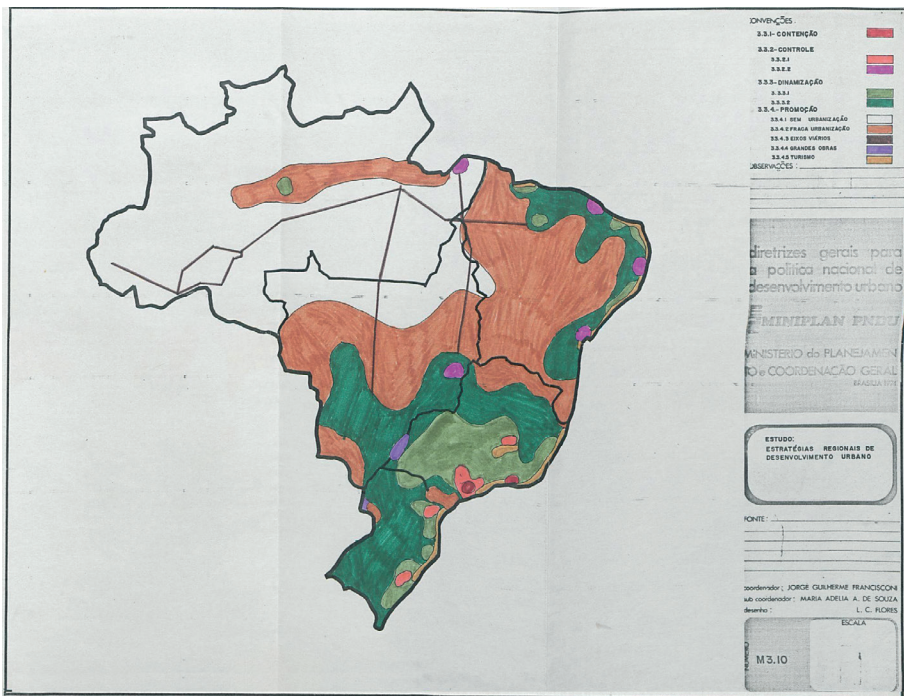 CONVENÇÕES
3.3.1- CONTENÇÃO
3.3.2- CONTROLE
3.3.2.1
3.3.2.2
3.3.3- DINAMIZAÇÃO
3.3.3.1
3.3.3.2
3.3.4.- PROMOÇÃO
3.3.4.1 SEM URBANIZAÇÃO
3.3.4.2 FRACA URBANIZAÇÃO
3.3.4.3 EIXOS VIÁRIOS
3.3.4.4 GRANDES OBRAS
3.3.4.5 TURISMO
OBSERVAÇÕES :
diretrizes gerais para
a política nacional de
desenvolvimento urbano
MINIPLAN PNDU
MINISTERIO do PLANEJAMEN
TO e COORDENAÇÃO GERAL
ESTUDO:
ESTRATÉGIAS REGIONAIS DE
DESENVOLVIMENTO URBANO
FONTE :
coordenador : JORGE GUILHERME FRANCISCONI
sub coordenador : MARIA ADELIA A. DE SOUZA
desenho : L. C. FLORES
ESCALA
NÚMERO
M3.10